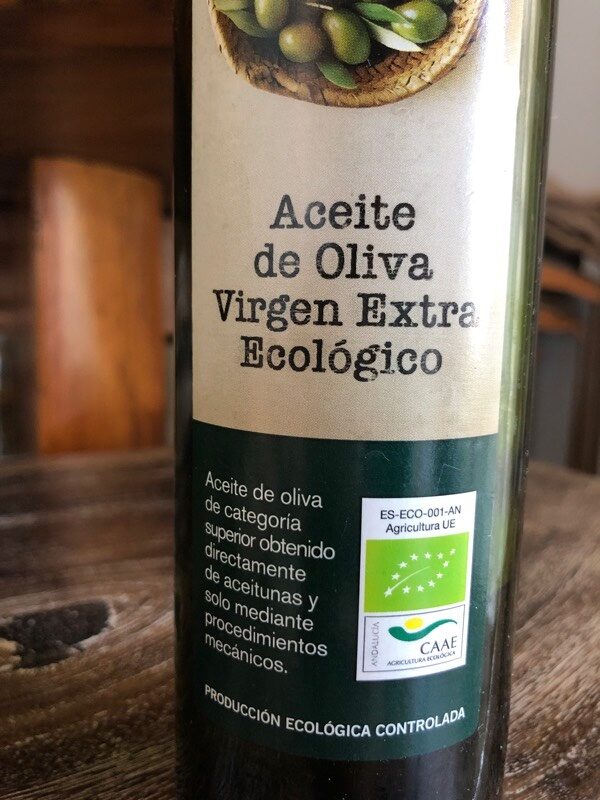 Aceite
de Oliva
Virgen Extra
Ecológico
Aceite de oliva
de categoría
superior obtenido
directamente
de aceitunas y
solo mediante
procedimientos
mecánicos.
ES-ECO-001-AN
Agricultura UE
ANDALUCÍA
CAAE
AGRICULTURA ECOLÓGICA
PRODUCCIÓN ECOLÓGICA CONTROLADA